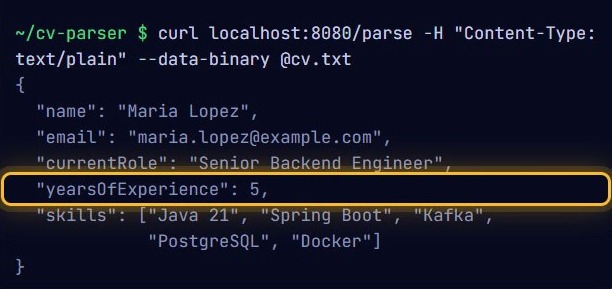 ~/cv-parser $ curl localhost:8080/parse -H "Content-Type:
text/plain" --data-binary @cv.txt
{
  "name": "Maria Lopez",
  "email": "maria.lopez@example.com",
  "currentRole": "Senior Backend Engineer",
  "yearsOfExperience": 5,
  "skills": ["Java 21", "Spring Boot", "Kafka",
             "PostgreSQL", "Docker"]
}